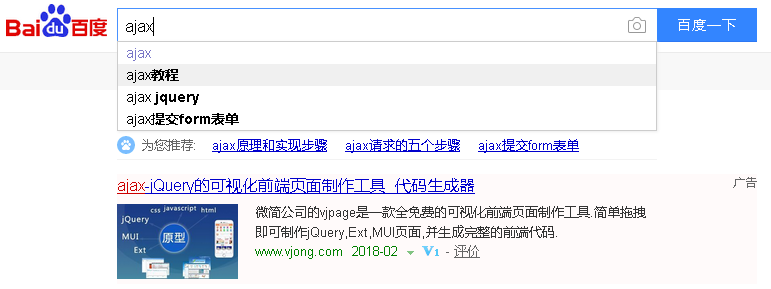 Bai du 百度
ajax
百度一下
ajax
ajax教程
ajax jquery
ajax提交form表单
为您推荐: ajax原理和实现步骤 ajax请求的五个步骤 ajax提交form表单
ajax-jQuery的可视化前端页面制作工具 代码生成器
广告
css javascript html
jQuery
MUI
原型
Ext
微简公司的vjpage是一款全免费的可视化前端页面制作工具.简单拖拽
即可制作jQuery,Ext,MUI页面,并生成完整的前端代码.
www.vjong.com 2018-02 V1 - 评价